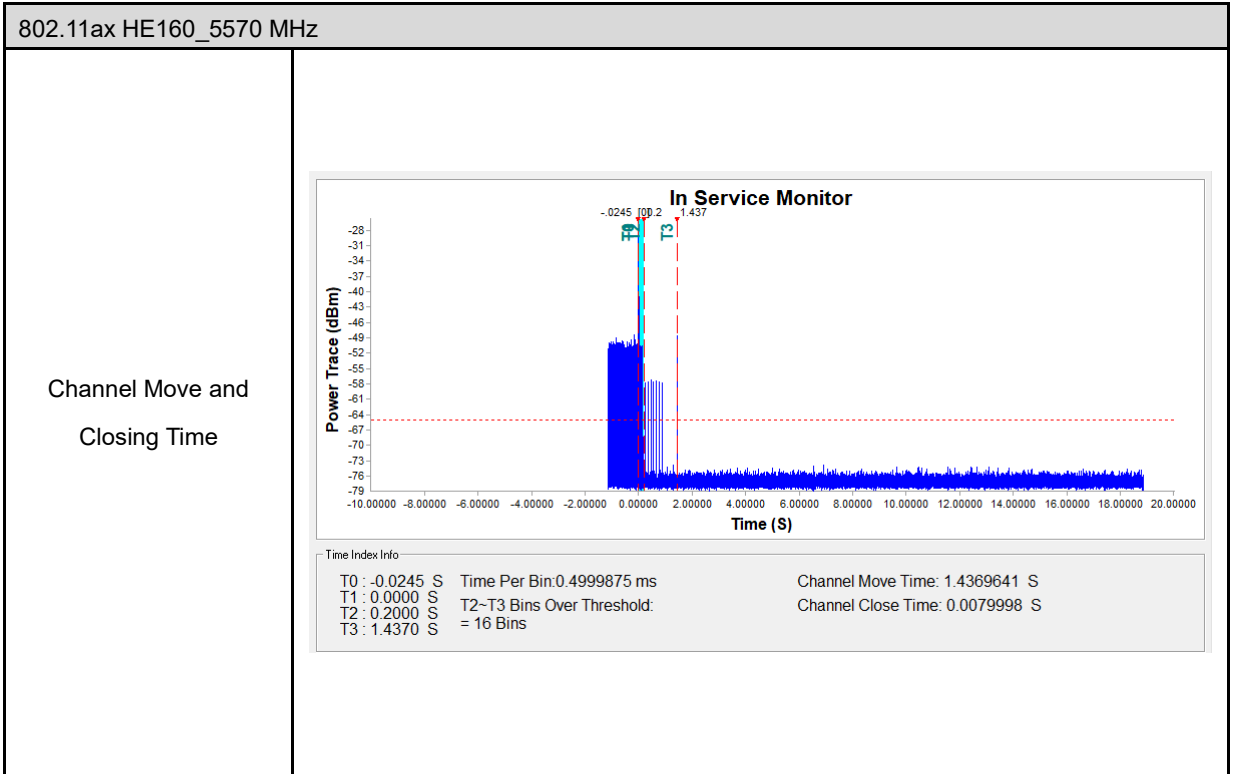 802.11ax HE160_5570 MHz
Channel Move and
Closing Time
In Service Monitor
-.0245
0.2
1.437
T2
T3
Power Trace (dBm)
-28
-31
-34
-37
-40
-43
-46
-49
-52
-55
-58
-61
-64
-67
-70
-73
-76
-79
-10.00000 -8.00000 -6.00000 -4.00000 -2.00000 0.00000 2.00000 4.00000 6.00000 8.00000 10.00000 12.00000 14.00000 16.00000 18.00000 20.00000
Time (S)
Time Index Info
T0 : -0.0245 S
T1 : 0.0000 S
T2 : 0.2000 S
T3 : 1.4370 S
Time Per Bin:0.4999875 ms
T2~T3 Bins Over Threshold:
= 16 Bins
Channel Move Time: 1.4369641 S
Channel Close Time: 0.0079998 S